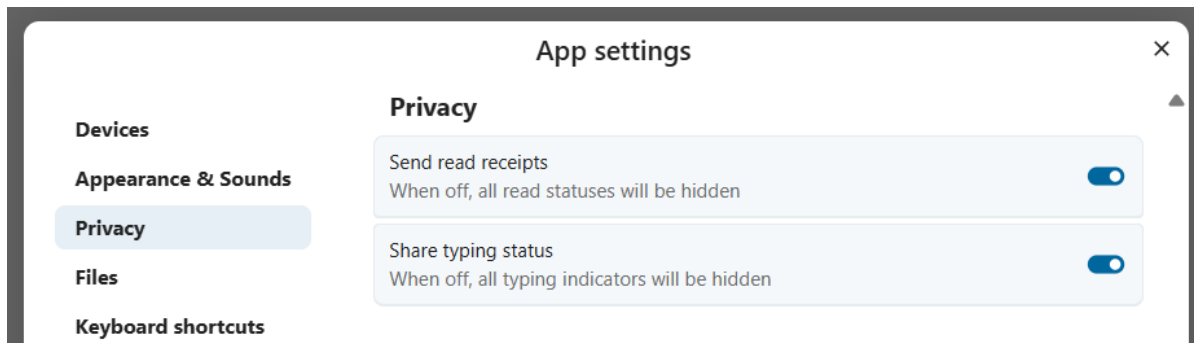 App settings
Devices
Appearance & Sounds
Privacy
Files
Keyboard shortcuts
Privacy
Send read receipts
When off, all read statuses will be hidden
Share typing status
When off, all typing indicators will be hidden